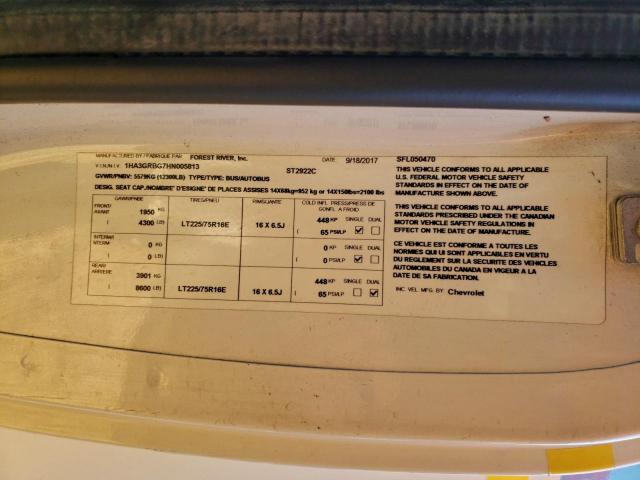 MANUFACTURED BY / FABRIQUE PAR FOREST RIVER, Inc. DATE 9/18/2017 SFL050470
V.I.N./N.I.V. 1HA3GRBG7HN005813 ST2922C
GVWR/PNBV: 5579KG (12300LB) TYPE/TYPE: BUS/AUTOBUS
DESIG. SEAT CAP./NOMBRE D'ESIGNE' DE PLACES ASSISES 14X68kg=952 kg or 14X150lbs=2100 lbs
GAWR/PNBE TIRES/PNEU RIM/GUANTE COLD INFL. PRESS/PRESS DE GONFL. A FROID
FRONT/ AVANT 1950 KG 448 KP SINGLE DUAL
( 4300 LB) LT225/75R16E 16 X 6.5J ( 65 PSI/LP
INTERMI/ INTERM ( 0 KG 0 KP SINGLE DUAL
( 0 LB) ( 0 PSI/LP
REAR/ ARRIERE 3901 KG 448 KP SINGLE DUAL
( 8600 LB) LT225/75R16E 16 X 6.5J ( 65 PSI/LP
THIS VEHICLE CONFORMS TO ALL APPLICABLE
U.S. FEDERAL MOTOR VEHICLE SAFETY
STANDARDS IN EFFECT ON THE DATE OF
MANUFACTURE.
THIS VEHICLE CONFORMS TO ALL APPLICABLE
STANDARDS PRESCRIBED UNDER THE CANADIAN
MOTOR VEHICLE SAFETY REGULATIONS IN
EFFECT ON THE DATE OF MANUFACTURE.
CE VEHICULE EST CONFORME A TOUTES LES
NORMES QUI LUI SONT APPLICABLES EN VERTU
DU REGLEMENT SUR LA SECURITE DES VEHICLES
AUTOMOBILES DU CANADA EN VIGEUR A LA
DATE DE SA FABRICATION.
INC. VEL. MFG. BY: Chevrolet